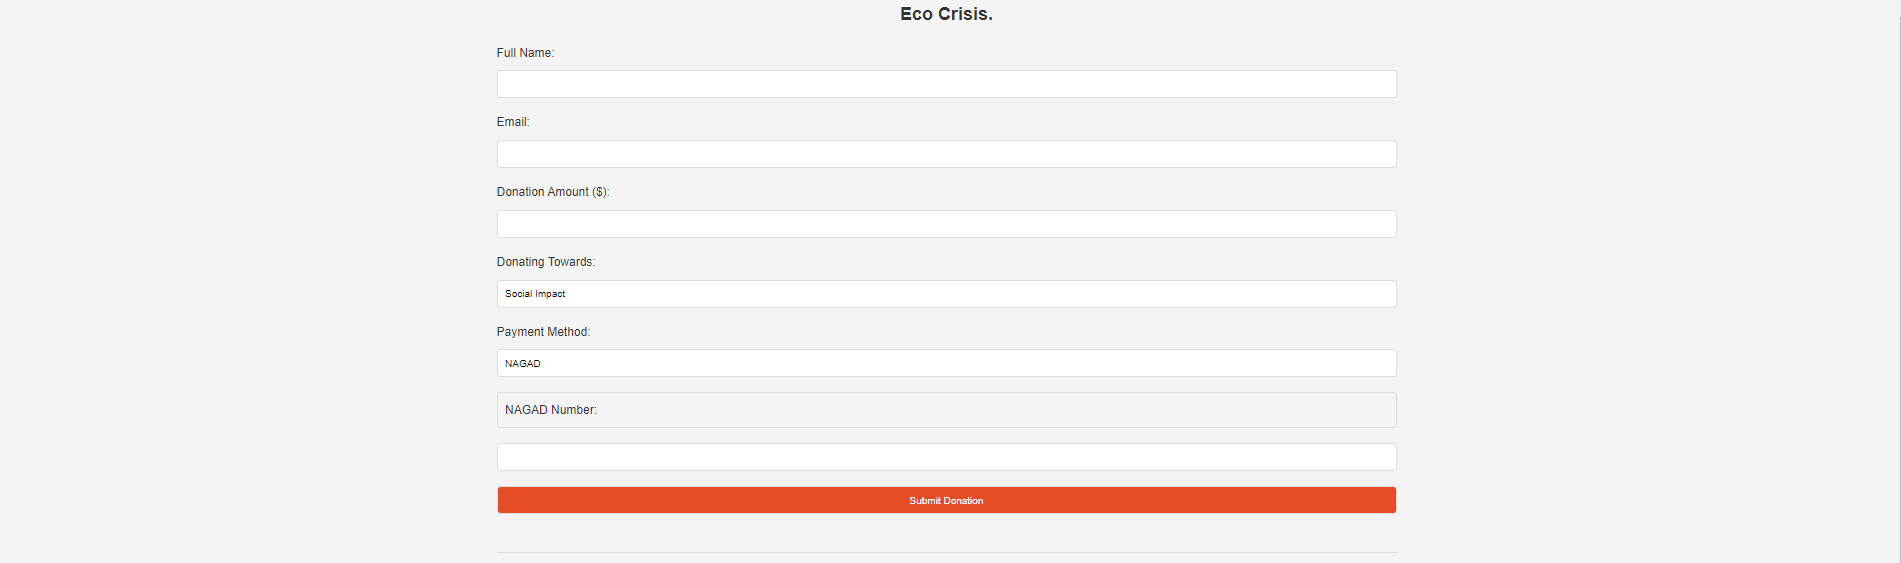 Eco Crisis.
Full Name:
Email:
Donation Amount ($):
Donating Towards:
Social Impact
Payment Method:
NAGAD
NAGAD Number:
Submit Donation